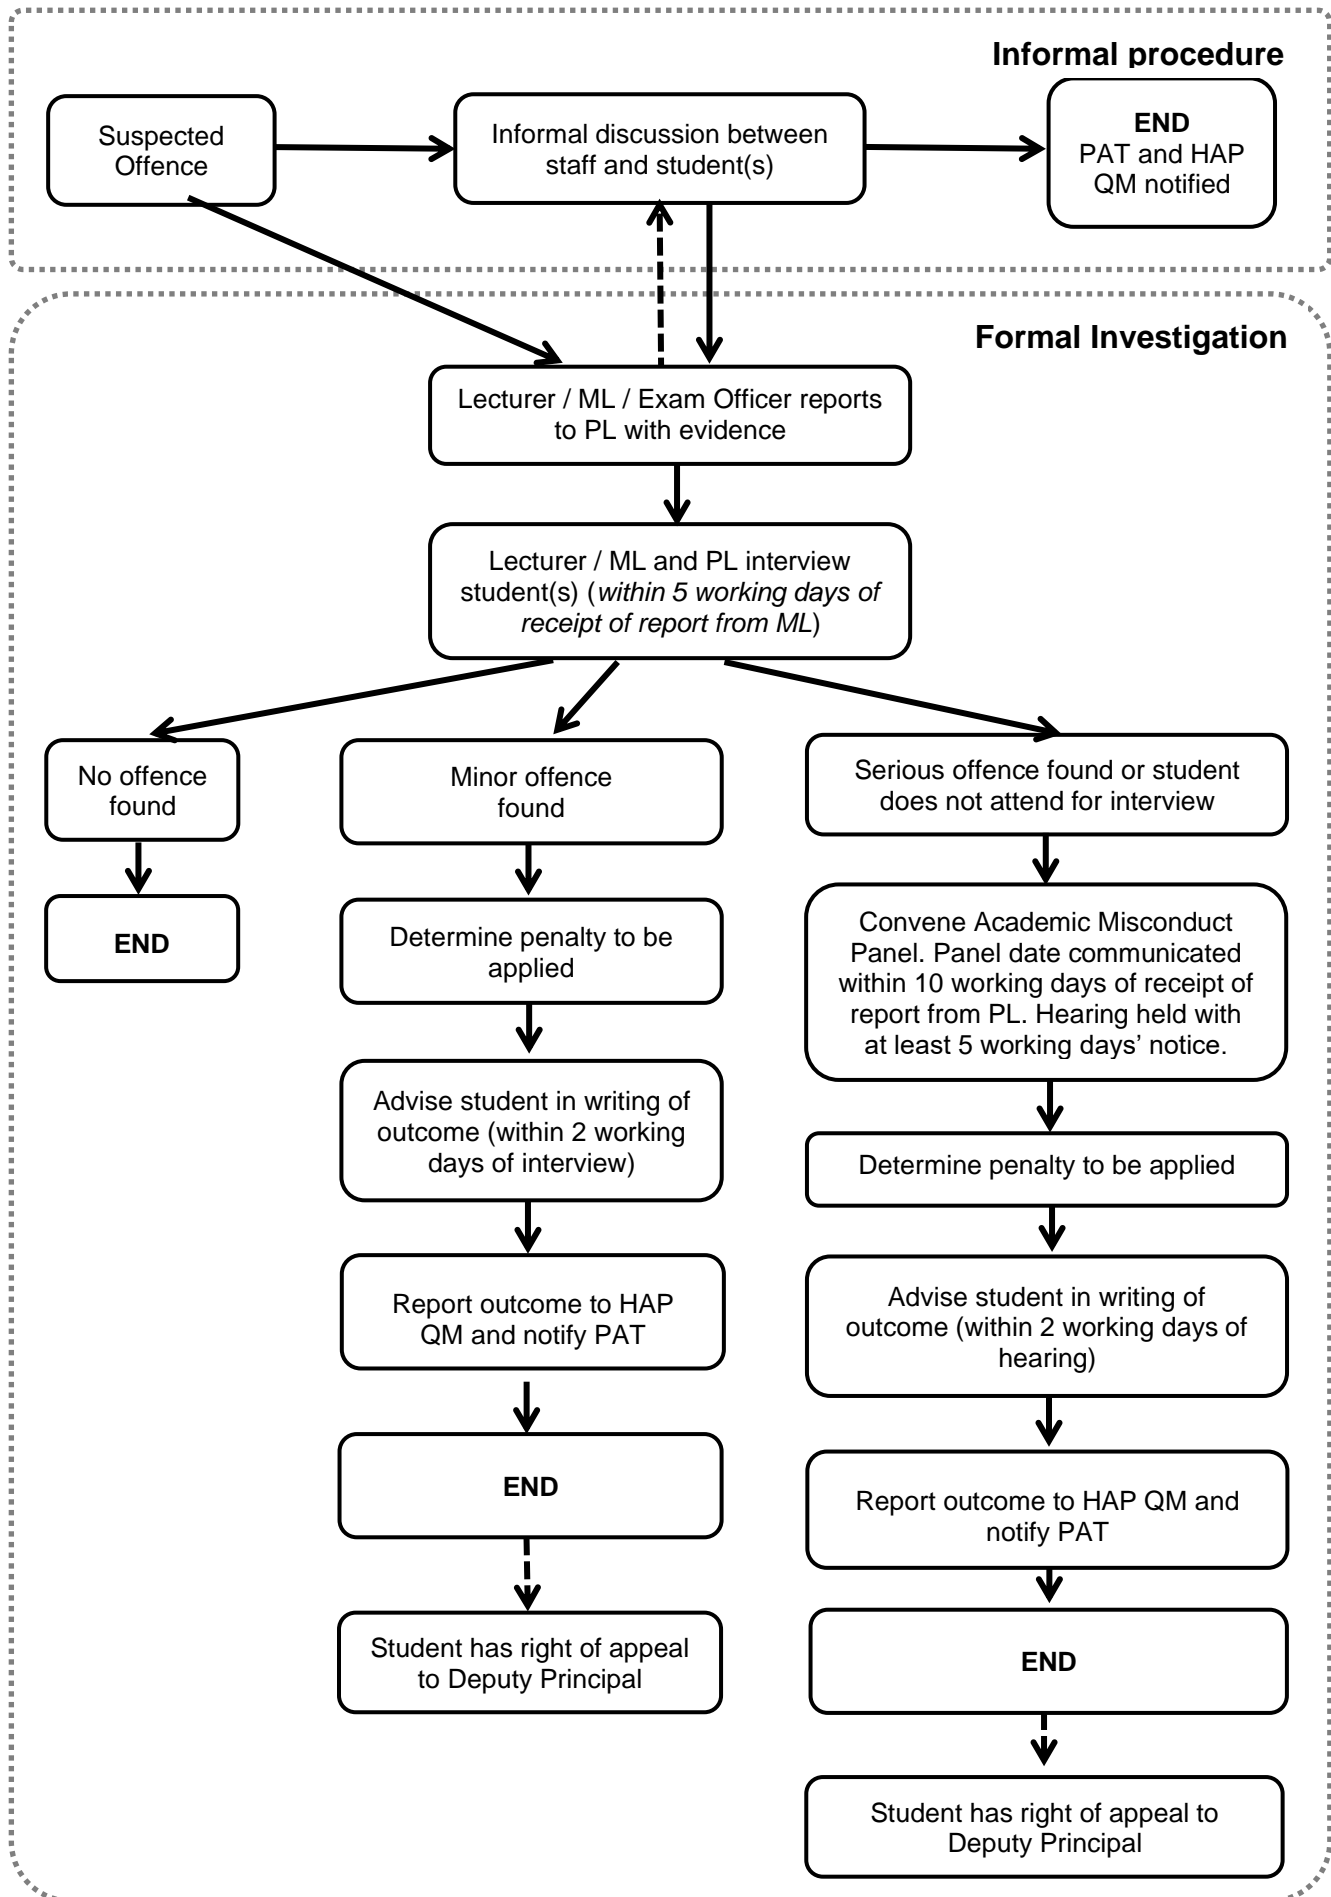 Informal procedure
Suspected
Offence
Informal discussion between
staff and student(s)
END
PAT and HAP
QM notified
Formal Investigation
Lecturer / ML / Exam Officer reports
to PL with evidence
Lecturer / ML and PL interview
student(s) (within 5 working days of
receipt of report from ML)
No offence
found
END
Minor offence
found
Determine penalty to be
applied
Advise student in writing of
outcome (within 2 working
days of interview)
Report outcome to HAP
QM and notify PAT
END
Student has right of appeal
to Deputy Principal
Serious offence found or student
does not attend for interview
Convene Academic Misconduct
Panel. Panel date communicated
within 10 working days of receipt of
report from PL. Hearing held with
at least 5 working days’ notice.
Determine penalty to be applied
Advise student in writing of
outcome (within 2 working days of
hearing)
Report outcome to HAP QM and
notify PAT
END
Student has right of appeal to
Deputy Principal